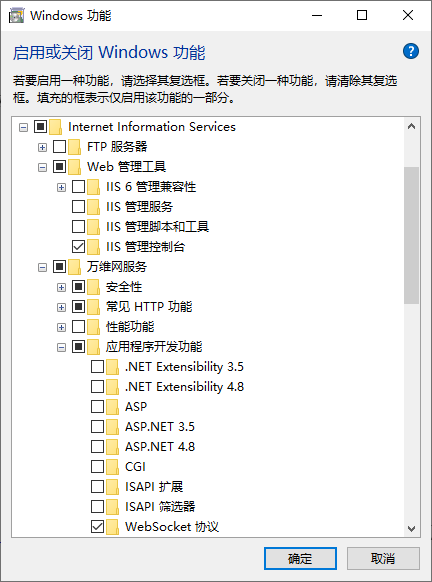 Windows 功能
启用或关闭 Windows 功能
若要启用一种功能，请选择其复选框。若要关闭一种功能，请清除其复选
框。填充的框表示仅启用该功能的一部分。
Internet Information Services
FTP 服务器
Web 管理工具
IIS 6 管理兼容性
IIS 管理服务
IIS 管理脚本和工具
IIS 管理控制台
万维网服务
安全性
常见 HTTP 功能
性能功能
应用程序开发功能
.NET Extensibility 3.5
.NET Extensibility 4.8
ASP
ASP.NET 3.5
ASP.NET 4.8
CGI
ISAPI 扩展
ISAPI 筛选器
WebSocket 协议
确定
取消